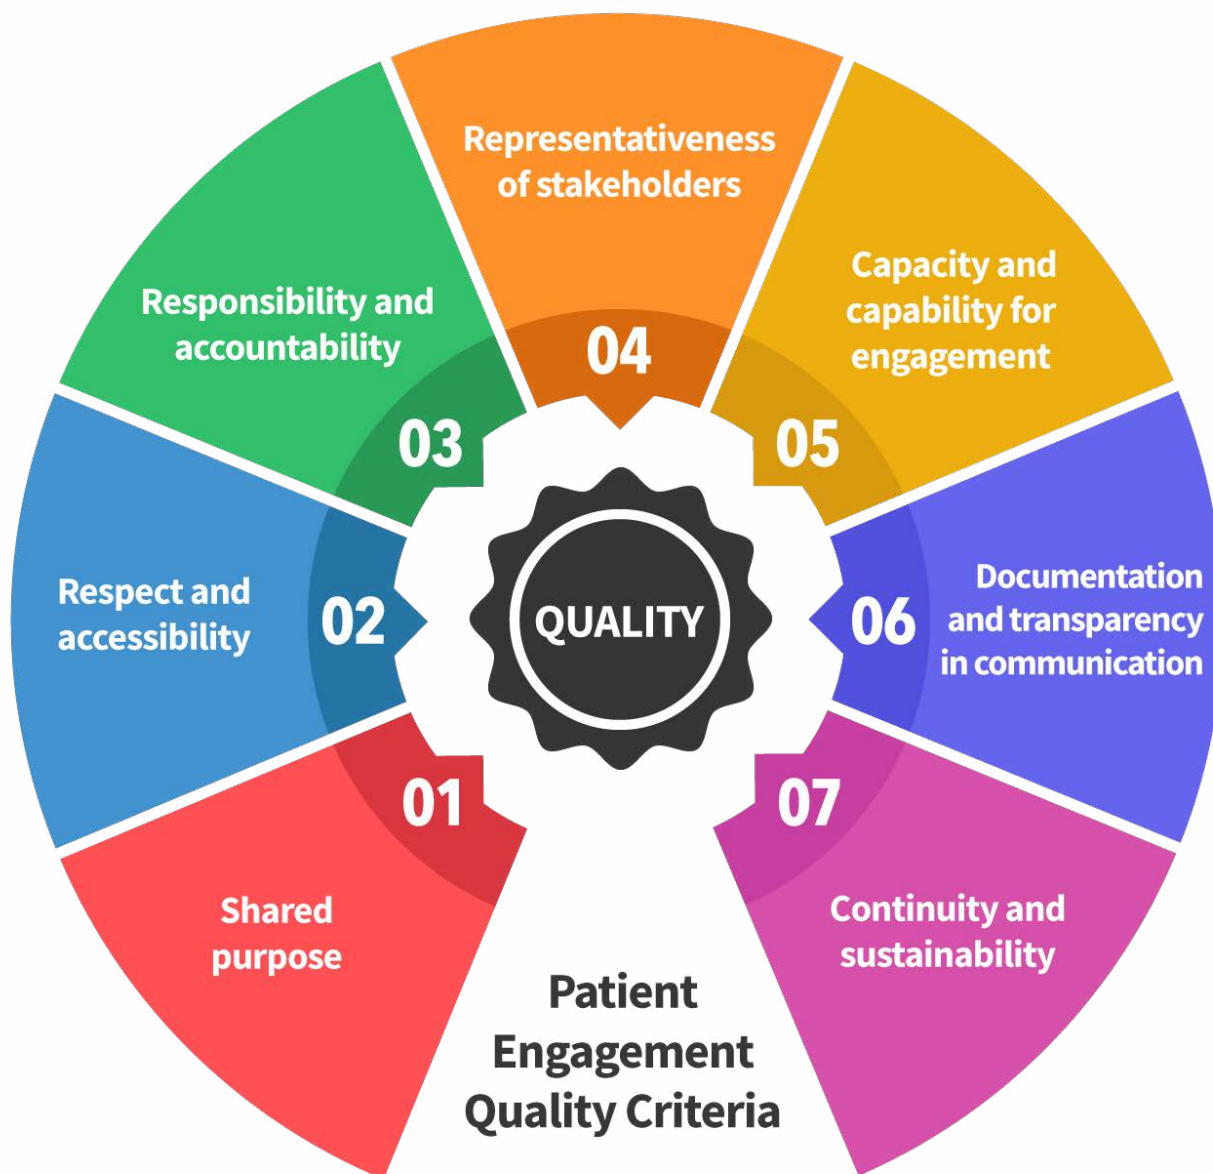 Representativeness
of stakeholders
04
Responsibility and
accountability
03
Capacity and
capability for
engagement
05
Respect and
accessibility
02
QUALITY
Documentation
and transparency
in communication
06
Shared
purpose
01
Continuity and
sustainability
07
Patient
Engagement
Quality Criteria